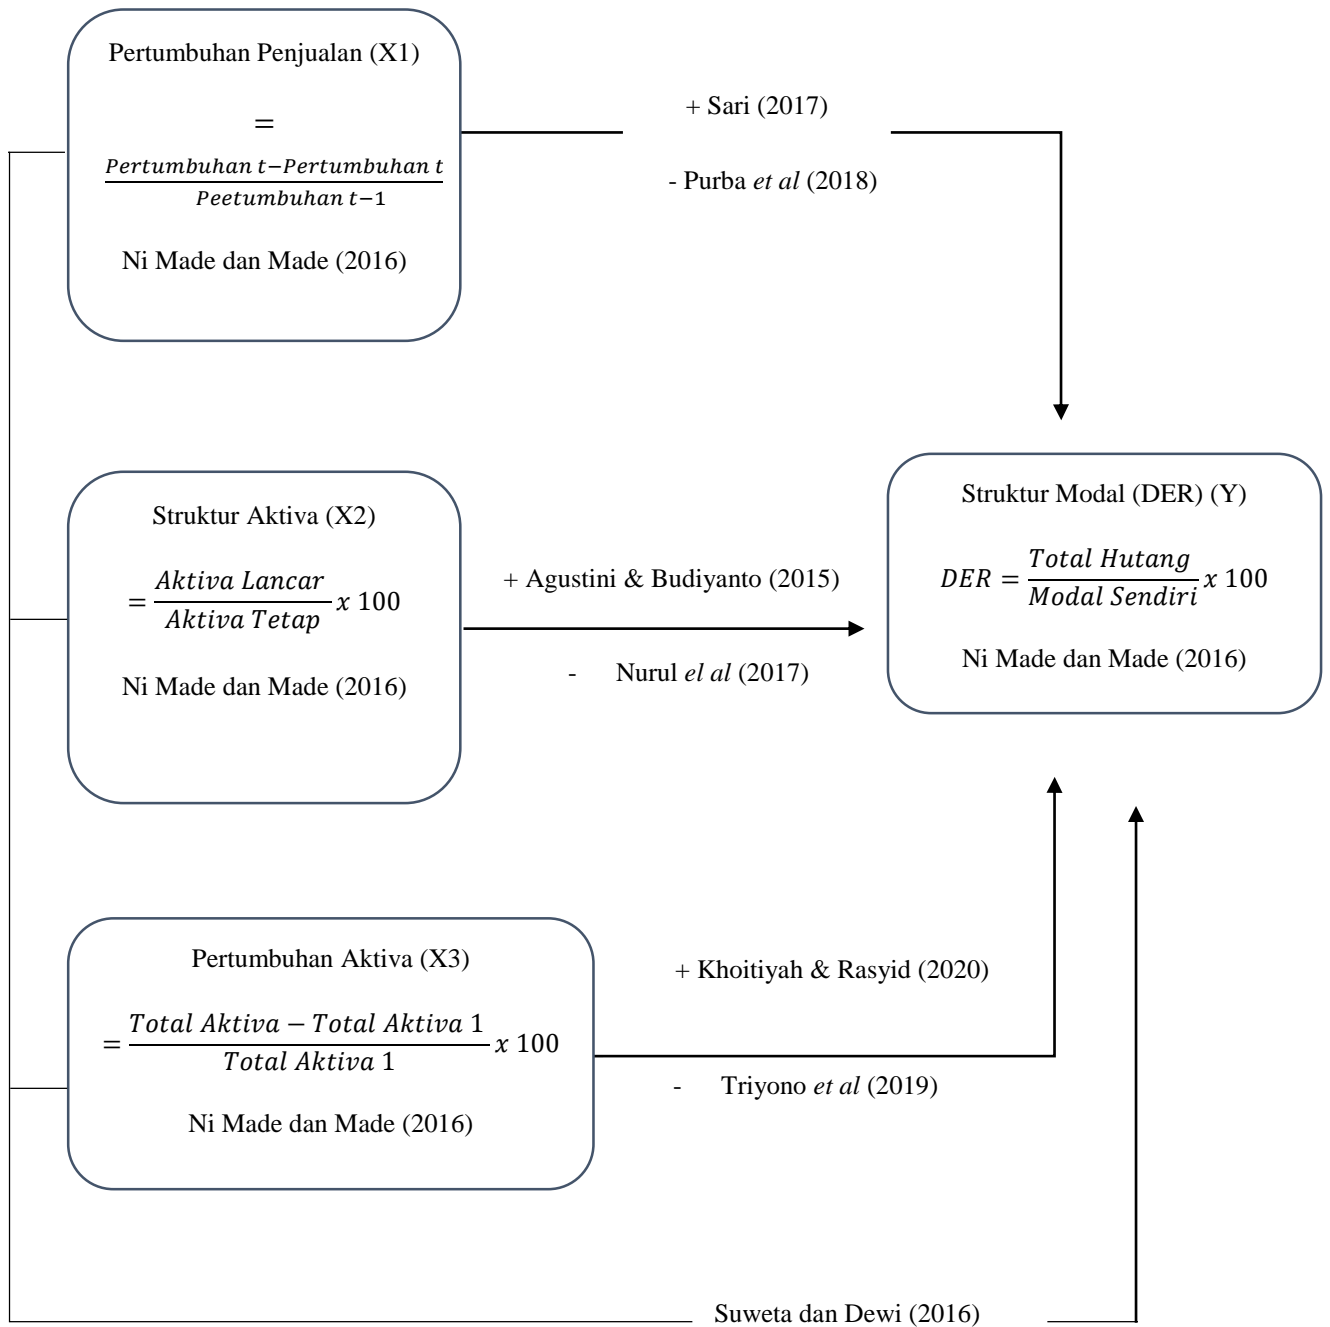 Pertumbuhan Penjualan (X1)
=
Pertumbuhan t−Pertumbuhan t
Peetumbuhan t−1
Ni Made dan Made (2016)
+ Sari (2017)
- Purba et al (2018)
Struktur Aktiva (X2)
= Aktiva Lancar / Aktiva Tetap x 100
Ni Made dan Made (2016)
+ Agustini & Budiyanto (2015)
- Nurul el al (2017)
Struktur Modal (DER) (Y)
DER = Total Hutang / Modal Sendiri x 100
Ni Made dan Made (2016)
Pertumbuhan Aktiva (X3)
= Total Aktiva − Total Aktiva 1 / Total Aktiva 1 x 100
Ni Made dan Made (2016)
+ Khoitiyah & Rasyid (2020)
- Triyono et al (2019)
Suweta dan Dewi (2016)